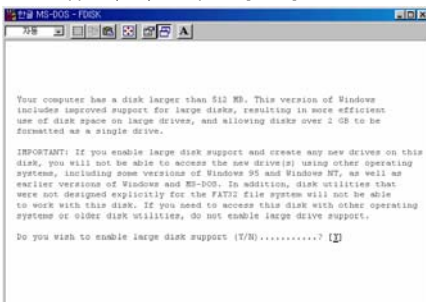 한글 MS-DOS - FDISK
자동
A
Your computer has a disk larger than 512 MB. This version of Windows
includes improved support for large disks, resulting in more efficient
use of disk space on large drives, and allowing disks over 2 GB to be
formatted as a single drive.
IMPORTANT: If you enable large disk support and create any new drives on this
disk, you will not be able to access the new drive(s) using other operating
systems, including some versions of Windows 95 and Windows NT, as well as
earlier versions of Windows and MS-DOS. In addition, disk utilities that
were not designed explicitly for the FAT32 file system will not be able
to work with this disk. If you need to access this disk with other operating
systems or older disk utilities, do not enable large drive support.
Do you wish to enable large disk support (Y/N)...........? [Y]